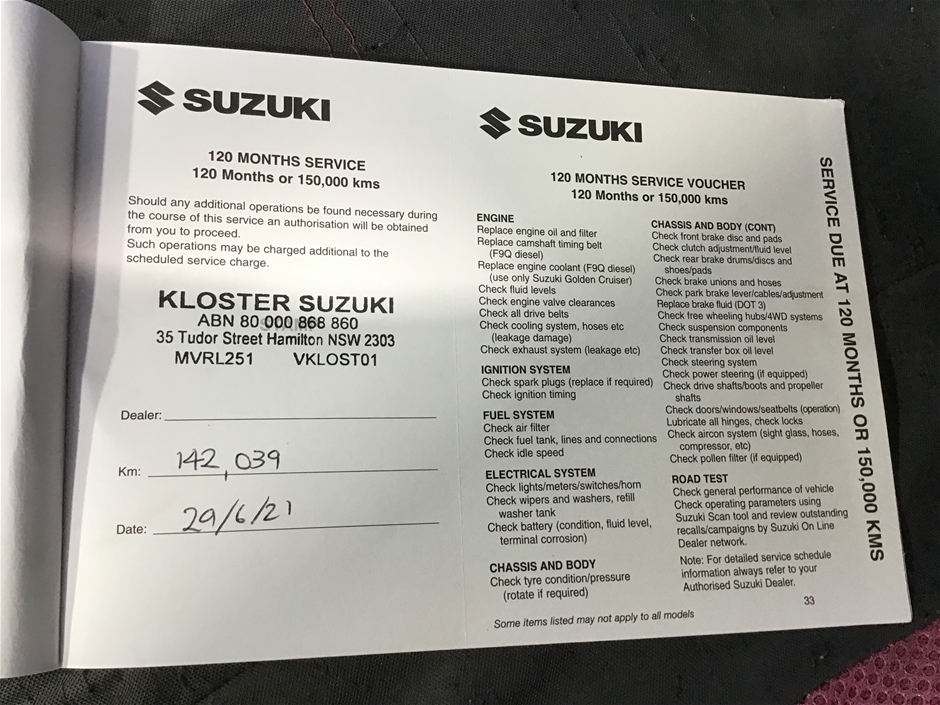 SUZUKI
120 MONTHS SERVICE
120 Months or 150,000 kms
Should any additional operations be found necessary during
the course of this service an authorisation will be obtained
from you to proceed.
Such operations may be charged additional to the
scheduled service charge.
KLOSTER SUZUKI
ABN 80 000 868 860
35 Tudor Street Hamilton NSW 2303
MVRL251 VKLOST01
Dealer:
Km: 142,039
Date: 29/6/21
SUZUKI
120 MONTHS SERVICE VOUCHER
120 Months or 150,000 kms
ENGINE
Replace engine oil and filter
Replace camshaft timing belt
(F9Q diesel)
Replace engine coolant (F9Q diesel)
(use only Suzuki Golden Cruiser)
Check fluid levels
Check engine valve clearances
Check all drive belts
Check cooling system, hoses etc
(leakage damage)
Check exhaust system (leakage etc)
IGNITION SYSTEM
Check spark plugs (replace if required)
Check ignition timing
FUEL SYSTEM
Check air filter
Check fuel tank, lines and connections
Check idle speed
ELECTRICAL SYSTEM
Check lights/meters/switches/horn
Check wipers and washers, refill
washer tank
Check battery (condition, fluid level,
terminal corrosion)
CHASSIS AND BODY
Check tyre condition/pressure
(rotate if required)
CHASSIS AND BODY (CONT)
Check front brake disc and pads
Check clutch adjustment/fluid level
Check rear brake drums/discs and
shoes/pads
Check brake unions and hoses
Check park brake lever/cables/adjustment
Replace brake fluid (DOT 3)
Check free wheeling hubs/4WD systems
Check suspension components
Check transmission oil level
Check transfer box oil level
Check steering system
Check power steering (if equipped)
Check drive shafts/boots and propeller
shafts
Check doors/windows/seatbelts (operation)
Lubricate all hinges, check locks
Check aircon system (sight glass, hoses,
compressor, etc)
Check pollen filter (if equipped)
ROAD TEST
Check general performance of vehicle
Check operating parameters using
Suzuki Scan tool and review outstanding
recalls/campaigns by Suzuki On Line
Dealer network.
Note: For detailed service schedule
information always refer to your
Authorised Suzuki Dealer.
33
Some items listed may not apply to all models
SERVICE DUE AT 120 MONTHS OR 150,000 KMS